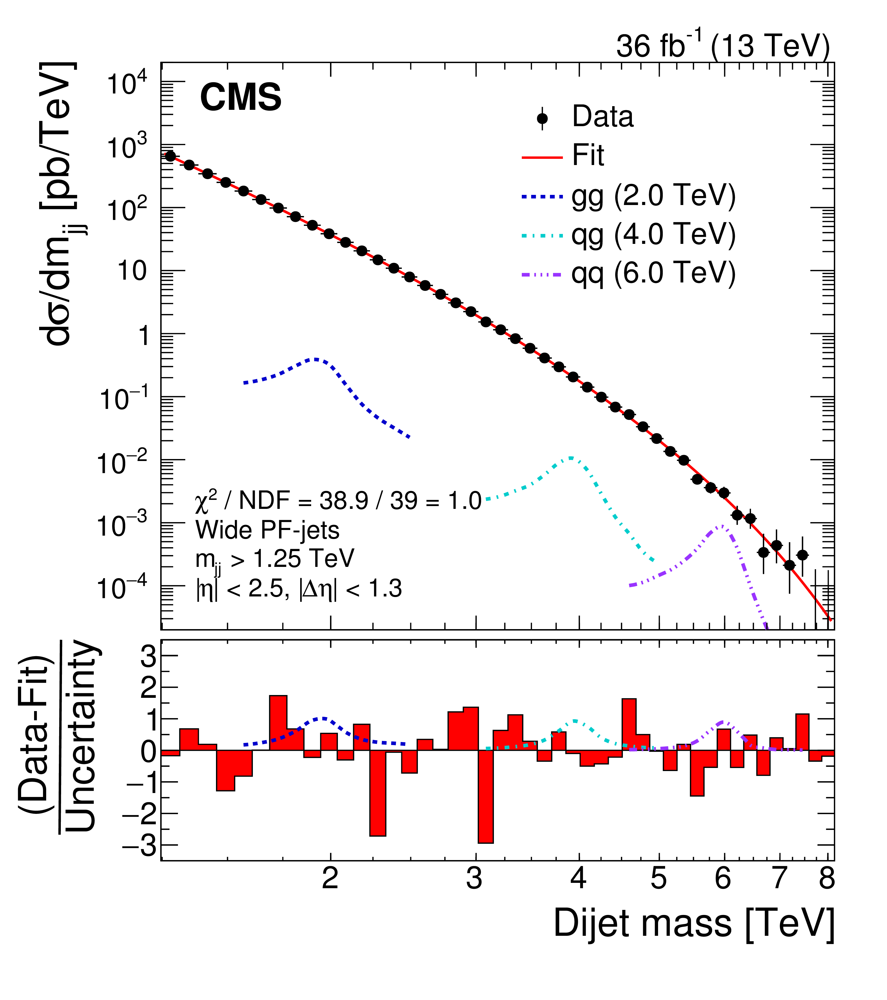 36 fb⁻¹ (13 TeV)
CMS
dσ/dm_jj [pb/TeV]
10⁴
10³
10²
10
1
10⁻¹
10⁻²
10⁻³
10⁻⁴
Data
Fit
gg (2.0 TeV)
qg (4.0 TeV)
qq (6.0 TeV)
χ² / NDF = 38.9 / 39 = 1.0
Wide PF-jets
m_jj > 1.25 TeV
|η| < 2.5, |Δη| < 1.3
(Data-Fit)
Uncertainty
3
2
1
0
−1
−2
−3
2 3 4 5 6 7 8
Dijet mass [TeV]